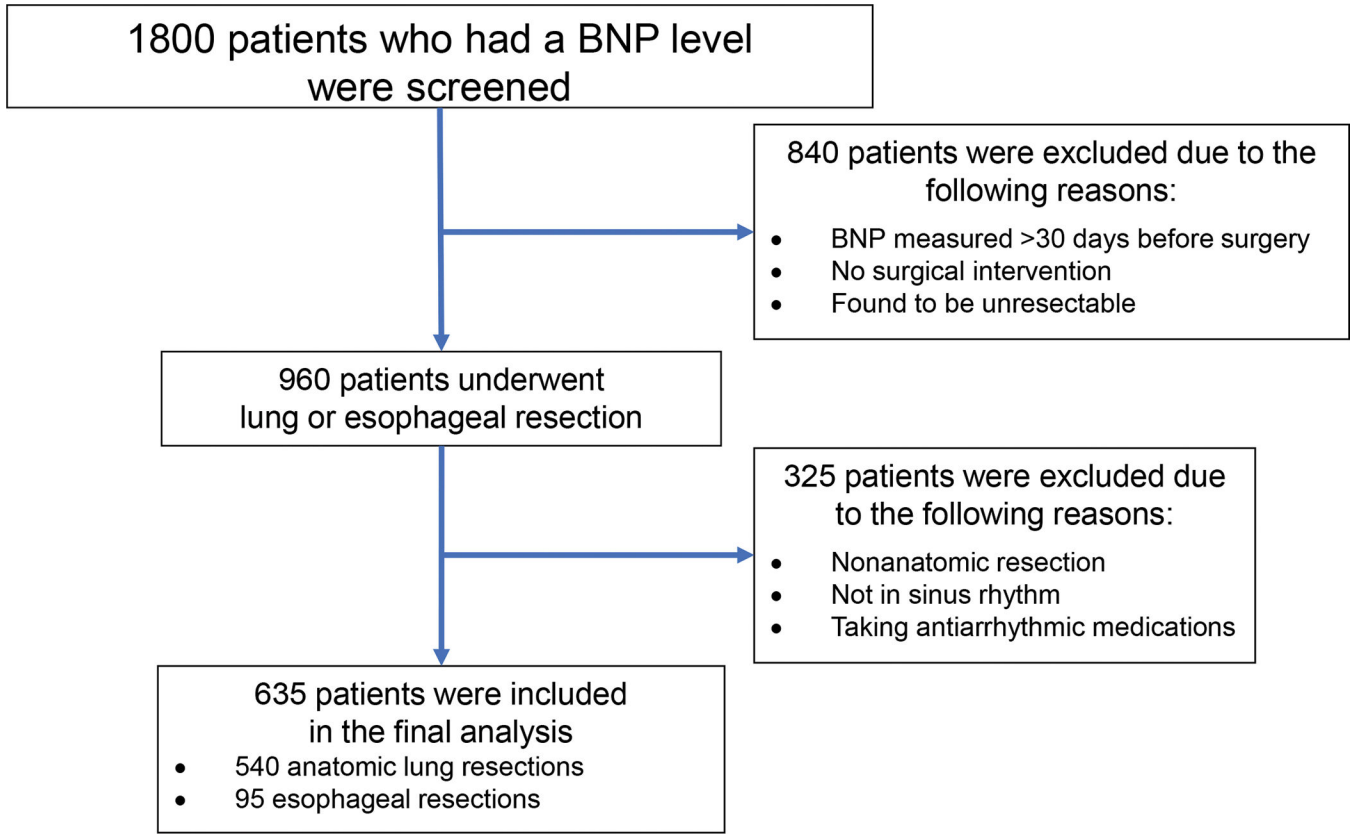 1800 patients who had a BNP level
were screened
840 patients were excluded due to the
following reasons:
• BNP measured >30 days before surgery
• No surgical intervention
• Found to be unresectable
960 patients underwent
lung or esophageal resection
325 patients were excluded due
to the following reasons:
• Nonanatomic resection
• Not in sinus rhythm
• Taking antiarrhythmic medications
635 patients were included
in the final analysis
• 540 anatomic lung resections
• 95 esophageal resections